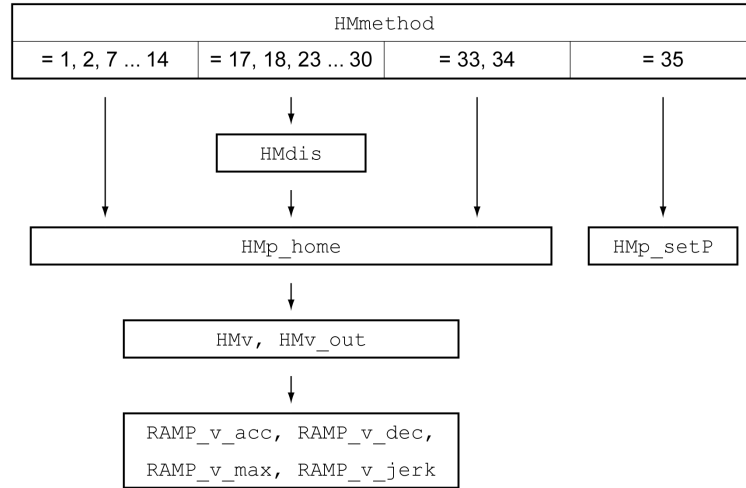 HMmethod
= 1, 2, 7 ... 14 = 17, 18, 23 ... 30 = 33, 34 = 35
HMdis
HMp_home HMp_setP
HMv, HMv_out
RAMP_v_acc, RAMP_v_dec,
RAMP_v_max, RAMP_v_jerk